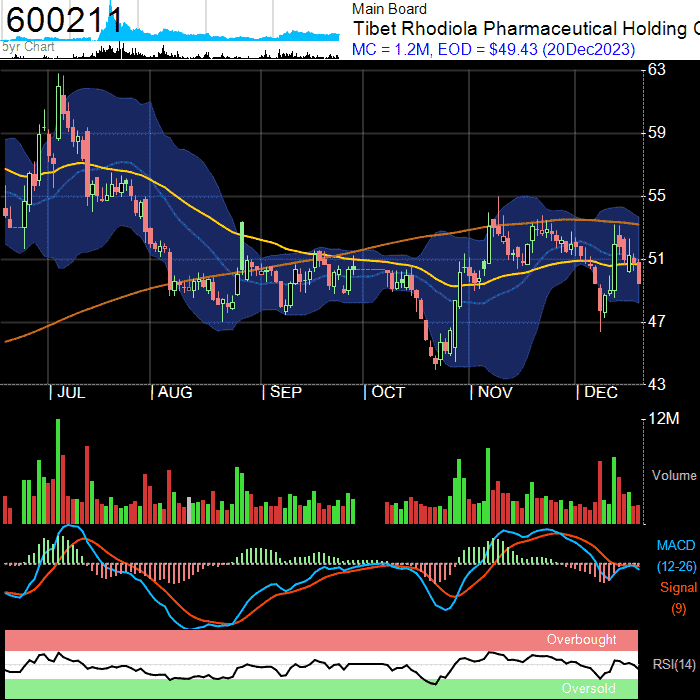 600211
5yr Chart
Main Board
Tibet Rhodiola Pharmaceutical Holding C
MC = 1.2M, EOD = $49.43 (20Dec2023)
63
59
55
51
47
43
| JUL | AUG | SEP | OCT | NOV | DEC
12M
Volume
MACD
(12-26)
Signal
(9)
Overbought
RSI(14)
Oversold